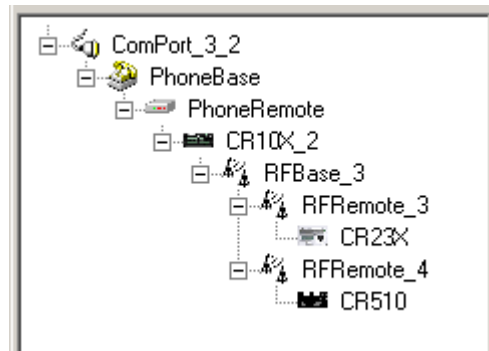 ComPort_3_2
PhoneBase
PhoneRemote
CR10X_2
RFBase_3
RFRemote_3
CR23X
RFRemote_4
CR510